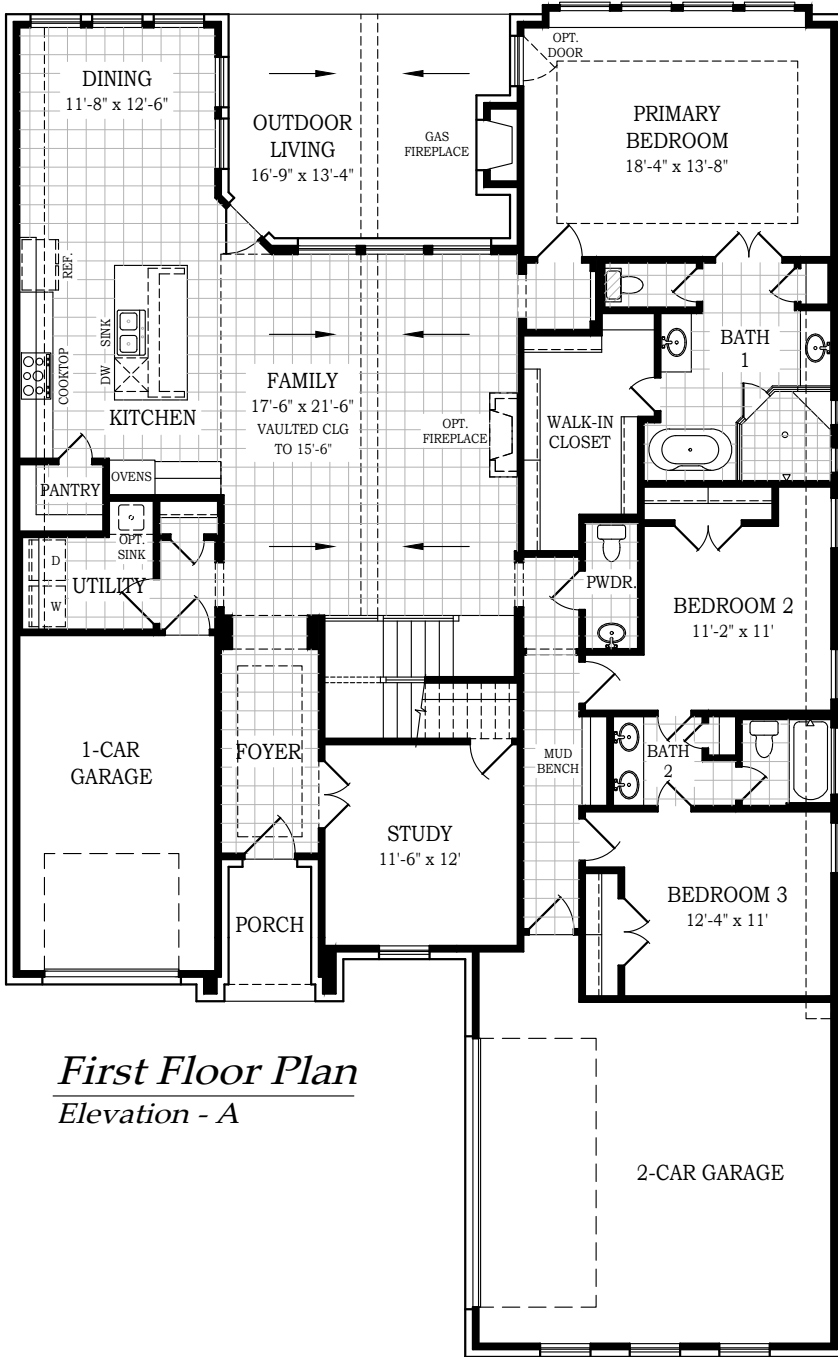 OPT.
DOOR
DINING
11'-8" x 12'-6"
OUTDOOR
LIVING
16'-9" x 13'-4"
GAS
FIREPLACE
PRIMARY
BEDROOM
18'-4" x 13'-8"
REF.
SINK
DW
COOKTOP
KITCHEN
FAMILY
17'-6" x 21'-6"
VAULTED CLG
TO 15'-6"
OPT.
FIREPLACE
BATH
1
WALK-IN
CLOSET
OVENS
PANTRY
OPT.
SINK
D
W
UTILITY
PWDR.
BEDROOM 2
11'-2" x 11'
1-CAR
GARAGE
FOYER
MUD
BENCH
BATH
2
STUDY
11'-6" x 12'
BEDROOM 3
12'-4" x 11'
PORCH
First Floor Plan
Elevation - A
2-CAR GARAGE